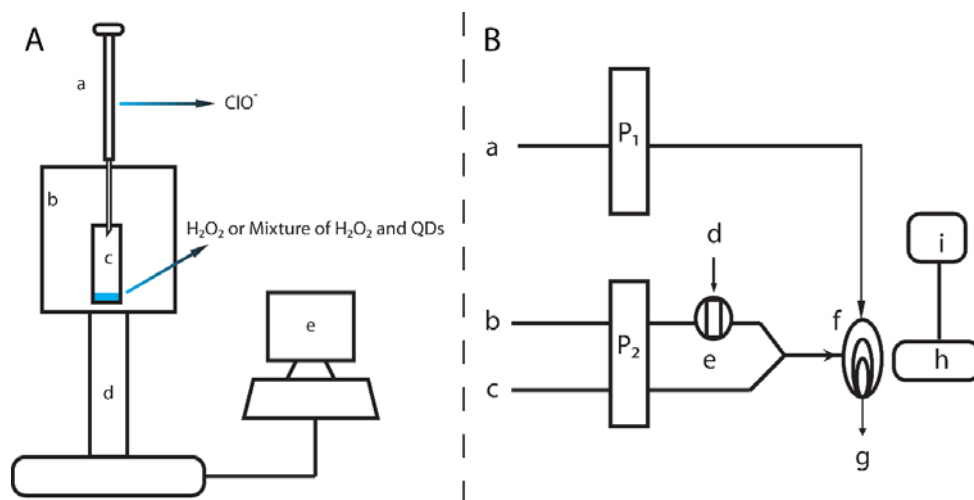 A
a
ClO⁻
b
H₂O₂ or Mixture of H₂O₂ and QDs
c
d
e
B
a
P₁
d
i
b
P₂
e
f
h
c
g